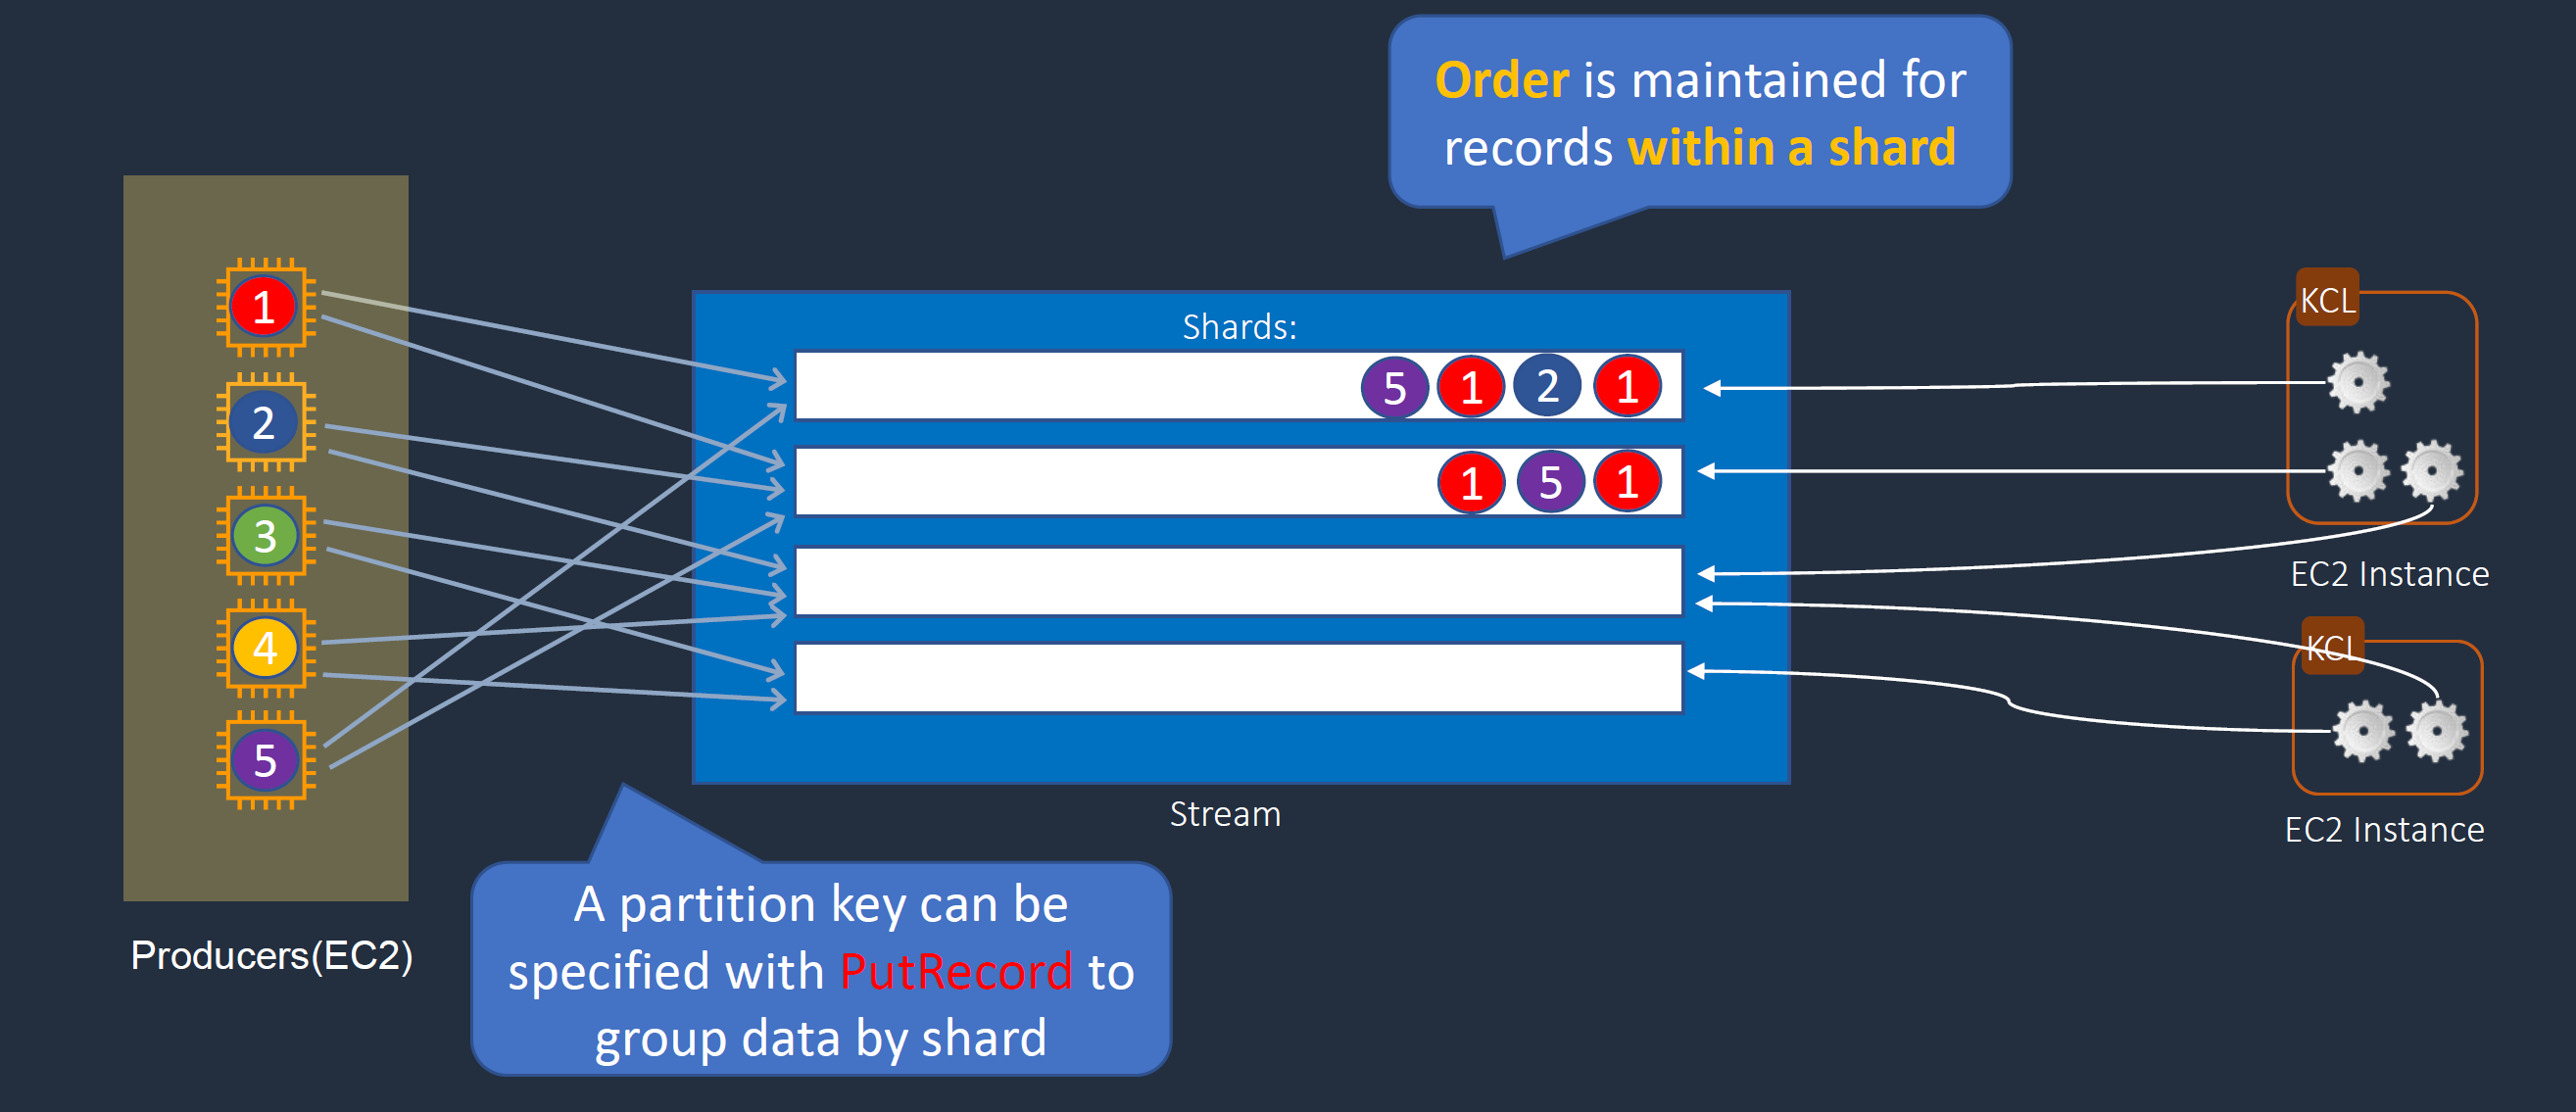 Order is maintained for
records within a shard
1
2
3
4
5
Producers(EC2)
Shards:
5 1 2 1
1 5 1
Stream
A partition key can be
specified with PutRecord to
group data by shard
KCL
EC2 Instance
KCL
EC2 Instance